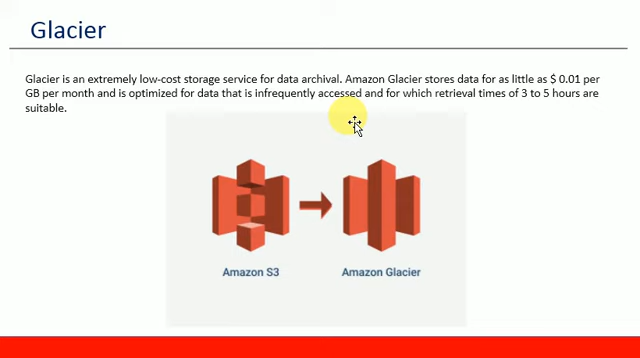 Glacier
Glacier is an extremely low-cost storage service for data archival. Amazon Glacier stores data for as little as $ 0.01 per
GB per month and is optimized for data that is infrequently accessed and for which retrieval times of 3 to 5 hours are
suitable.
Amazon S3
Amazon Glacier